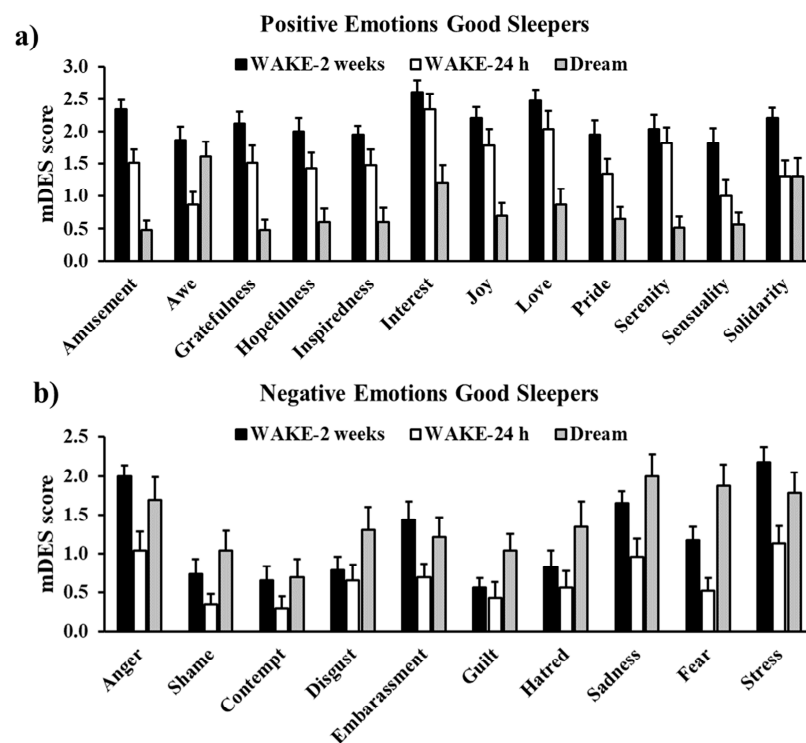 a)
Positive Emotions Good Sleepers
WAKE-2 weeks WAKE-24 h Dream
mDES score
3.0
2.5
2.0
1.5
1.0
0.5
0.0
Amusement
Awe
Gratefulness
Hopefulness
Inspiredness
Interest
Joy
Love
Pride
Serenity
Sensuality
Solidarity
b)
Negative Emotions Good Sleepers
WAKE-2 weeks WAKE-24 h Dream
mDES score
2.5
2.0
1.5
1.0
0.5
0.0
Anger
Shame
Contempt
Disgust
Embarassment
Guilt
Hatred
Sadness
Fear
Stress